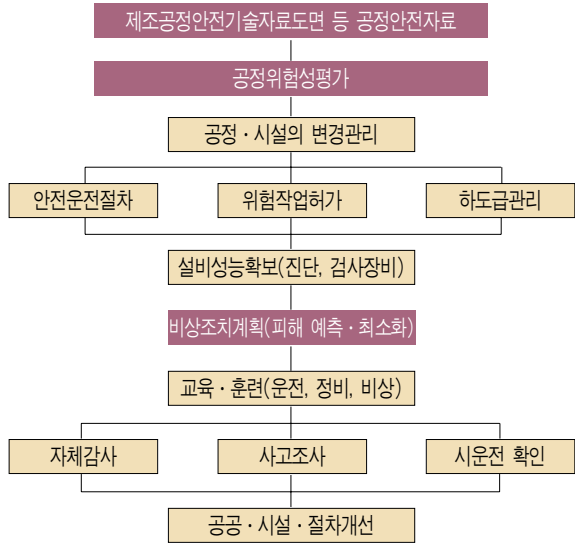 제조공정안전기술자료도면 등 공정안전자료
공정위험성평가
공정·시설의 변경관리
안전운전절차
위험작업허가
하도급관리
설비성능확보(진단, 검사장비)
비상조치계획(피해 예측·최소화)
교육·훈련(운전, 정비, 비상)
자체감사
사고조사
시운전 확인
공공·시설·절차개선